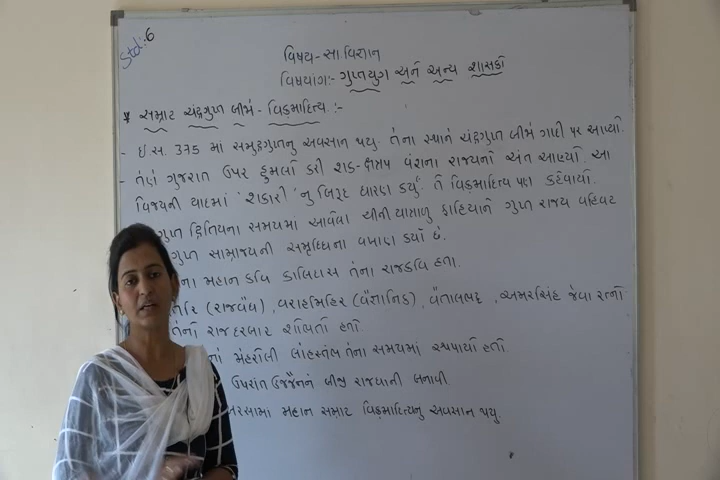 Std:6
વિષય-સા.વિજ્ઞાન
વિષયાંગ:- ગુપ્તયુગ અને અન્ય શાસકો
* સમ્રાટ ચંદ્રગુપ્ત બીજો - વિક્રમાદિત્ય :-
- ઈ.સ. 375 માં સમુદ્રગુપ્તનુ અવસાન થયુ. તેના સ્થાને ચંદ્રગુપ્ત બીજો ગાદી પર આવ્યો.
- તેણે ગુજરાત ઉપર હુમલો કરી શક-ક્ષત્રપ વંશના રાજ્યનો અંત આણ્યો. આ
વિજયની યાદમાં 'શકારી' નુ બિરુદ ધારણ કર્યું. તે વિક્રમાદિત્ય પણ કહેવાયો.
ગુપ્ત દ્વિતિયના સમયમાં આવેલા ચીની યાત્રાળુ ફાહિયાને ગુપ્ત રાજ્ય વહિવટ
ગુપ્ત સામ્રાજ્યની સમૃધ્ધિના વખાણ કર્યાં છે.
ના મહાન કવિ કાલિદાસ તેના રાજકવિ હતા.
(રાજવૈધ), વરાહમિહિર (વૈજ્ઞાનિક), વૈતાલભટ્ટ, અમરસિંહ જેવા રત્નો
તેનો રાજદરબાર શોભતો હતો
મેહરોલી લોહસ્તંભ તેના સમયમાં સ્થપાયો હતો.
ઉપરાંત ઉજ્જૈનને બીજી રાજધાની બનાવી.
મહાન સમ્રાટ વિક્રમાદિત્યનુ અવસાન થયુ.